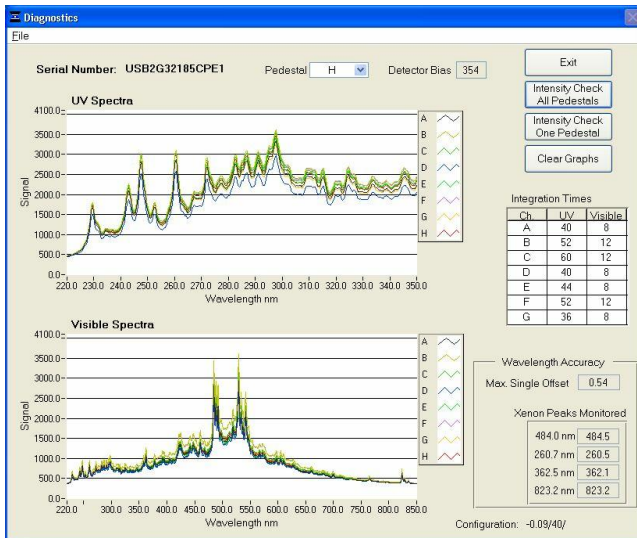 Diagnostics
File
Serial Number: USB2G32185CPE1
Pedestal H
Detector Bias 354
Exit
Intensity Check
All Pedestals
Intensity Check
One Pedestal
Clear Graphs
UV Spectra
4100.0
3500.0
3000.0
2500.0
2000.0
1500.0
1000.0
500.0
0.0
Signal
220.0 230.0 240.0 250.0 260.0 270.0 280.0 290.0 300.0 310.0 320.0 330.0 340.0 350.0
Wavelength nm
A
B
C
D
E
F
G
H
Integration Times
Ch. UV Visible
A 40 8
B 52 12
C 60 12
D 40 8
E 44 8
F 52 12
G 36 8
Visible Spectra
4100.0
3500.0
3000.0
2500.0
2000.0
1500.0
1000.0
500.0
0.0
Signal
220.0 300.0 350.0 400.0 450.0 500.0 550.0 600.0 650.0 700.0 750.0 850.0
Wavelength nm
A
B
C
D
E
F
G
H
Wavelength Accuracy
Max. Single Offset 0.54
Xenon Peaks Monitored
484.0 nm 484.5
260.7 nm 260.5
362.5 nm 362.1
823.2 nm 823.2
Configuration: -0.09/40/